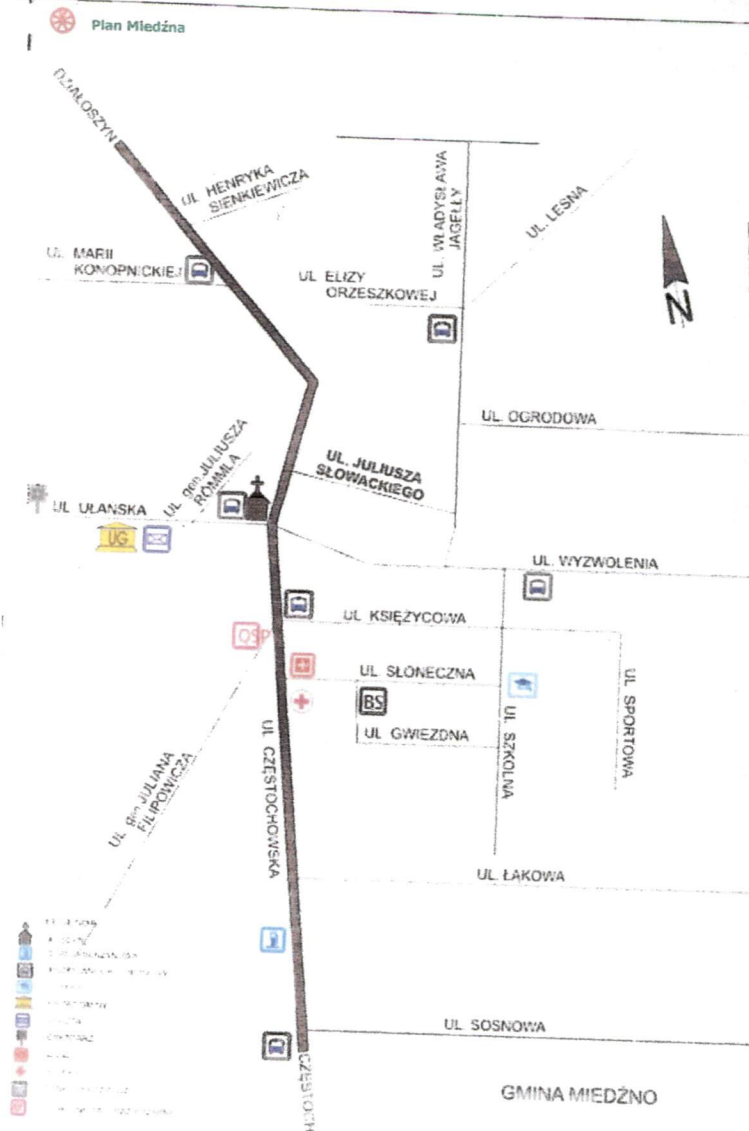 Plan Miedźna
DZIAŁOSZYN
UL HENRYKA
SIENKIEWICZA
UL. WŁADYSŁAWA
JAGEŁŁY
UL. LEŚNA
UL. MARII
KONOPNICKIEJ
UL ELIZY
ORZESZKOWEJ
N
UL. OGRODOWA
UL. JULIUSZA
SŁOWACKIEGO
UL gen JULIUSZA
RÓMMLA
UL UŁAŃSKA
UG
UL. WYZWOLENIA
UL KSIĘŻYCOWA
OSP
UL SŁONECZNA
BS
UL GWIEZDNA
UL SZKOLNA
UL SPORTOWA
UL CZĘSTOCHOWSKA
UL. gen JULIANA
FILIPOWICZA
UL. ŁĄKOWA
UL SOSNOWA
CZĘSTOCH
CMENTARZ
GMINA MIEDŹNO